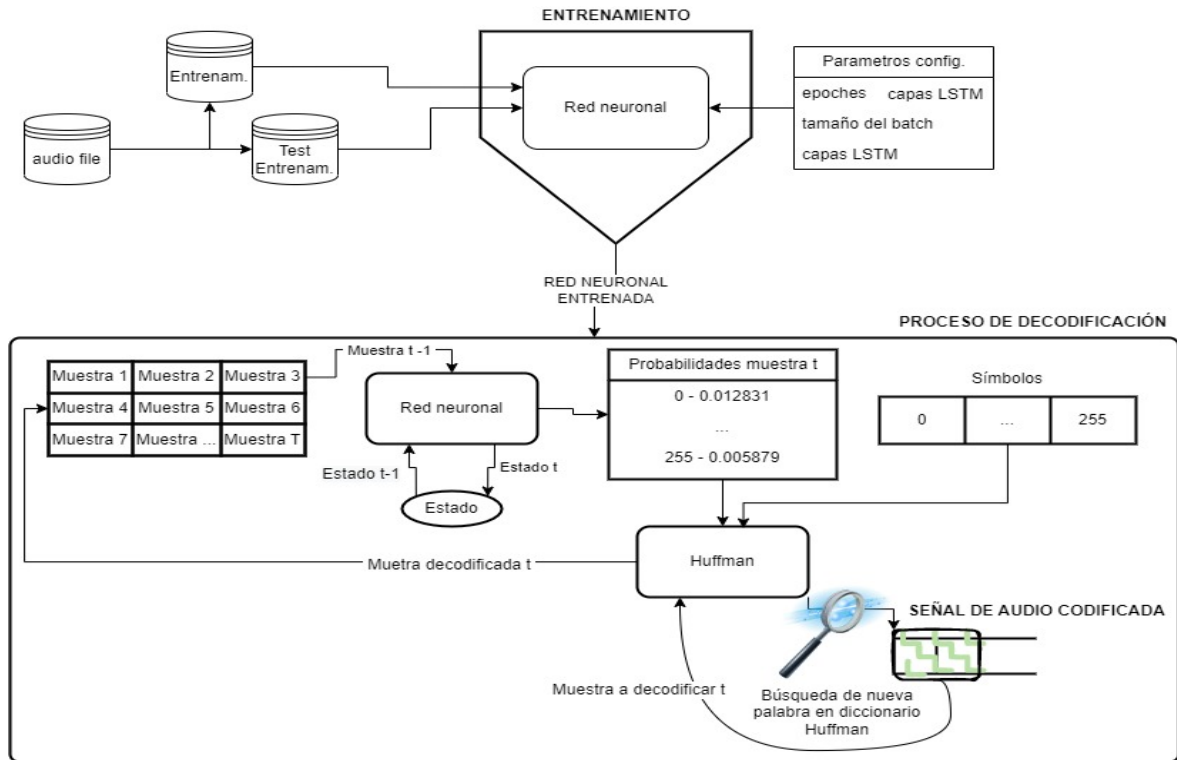 ENTRENAMIENTO
Entrenam.
audio file
Test
Entrenam.
Red neuronal
Parametros config.
epoches capas LSTM
tamaño del batch
capas LSTM
RED NEURONAL
ENTRENADA
PROCESO DE DECODIFICACIÓN
Muestra 1 Muestra 2 Muestra 3
Muestra 4 Muestra 5 Muestra 6
Muestra 7 Muestra ... Muestra T
Muestra t -1
Red neuronal
Estado t-1
Estado t
Estado
Probabilidades muestra t
0 - 0.012831
...
255 - 0.005879
Símbolos
0 ... 255
Huffman
Muetra decodificada t
SEÑAL DE AUDIO CODIFICADA
Muestra a decodificar t
Búsqueda de nueva
palabra en diccionario
Huffman